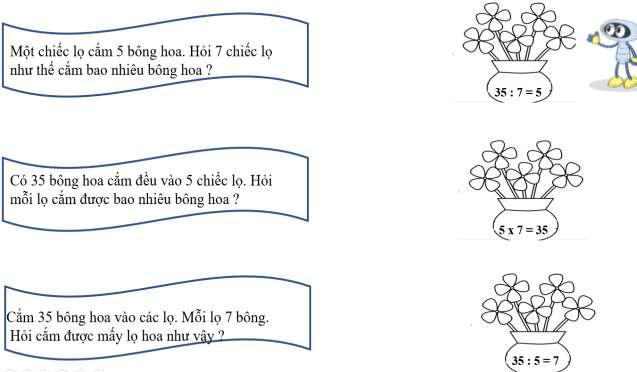 Một chiếc lọ cắm 5 bông hoa. Hỏi 7 chiếc lọ
như thế cắm bao nhiêu bông hoa ?
35 : 7 = 5
Có 35 bông hoa cắm đều vào 5 chiếc lọ. Hỏi
mỗi lọ cắm được bao nhiêu bông hoa ?
5 x 7 = 35
Cắm 35 bông hoa vào các lọ. Mỗi lọ 7 bông.
Hỏi cắm được mấy lọ hoa như vậy ?
35 : 5 = 7